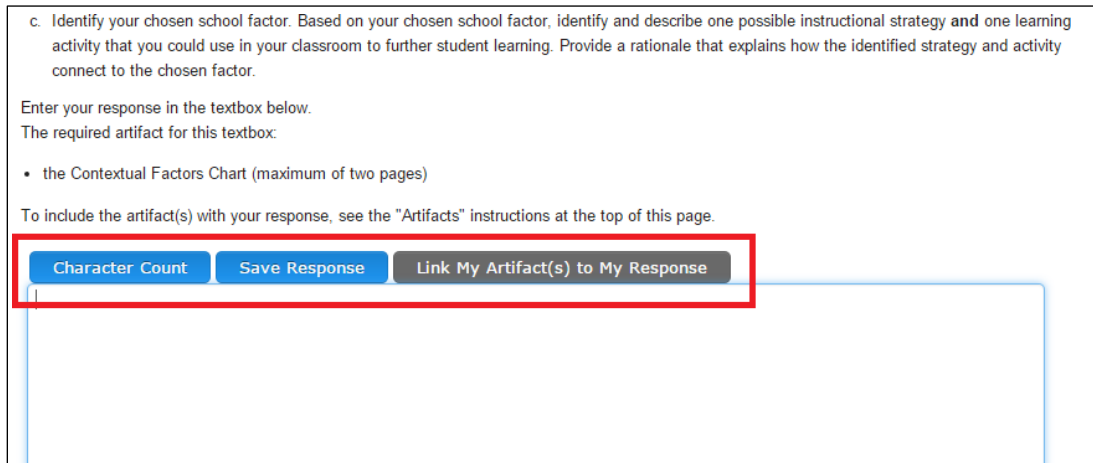 c. Identify your chosen school factor. Based on your chosen school factor, identify and describe one possible instructional strategy and one learning
activity that you could use in your classroom to further student learning. Provide a rationale that explains how the identified strategy and activity
connect to the chosen factor.
Enter your response in the textbox below.
The required artifact for this textbox:
• the Contextual Factors Chart (maximum of two pages)
To include the artifact(s) with your response, see the "Artifacts" instructions at the top of this page.
Character Count Save Response Link My Artifact(s) to My Response